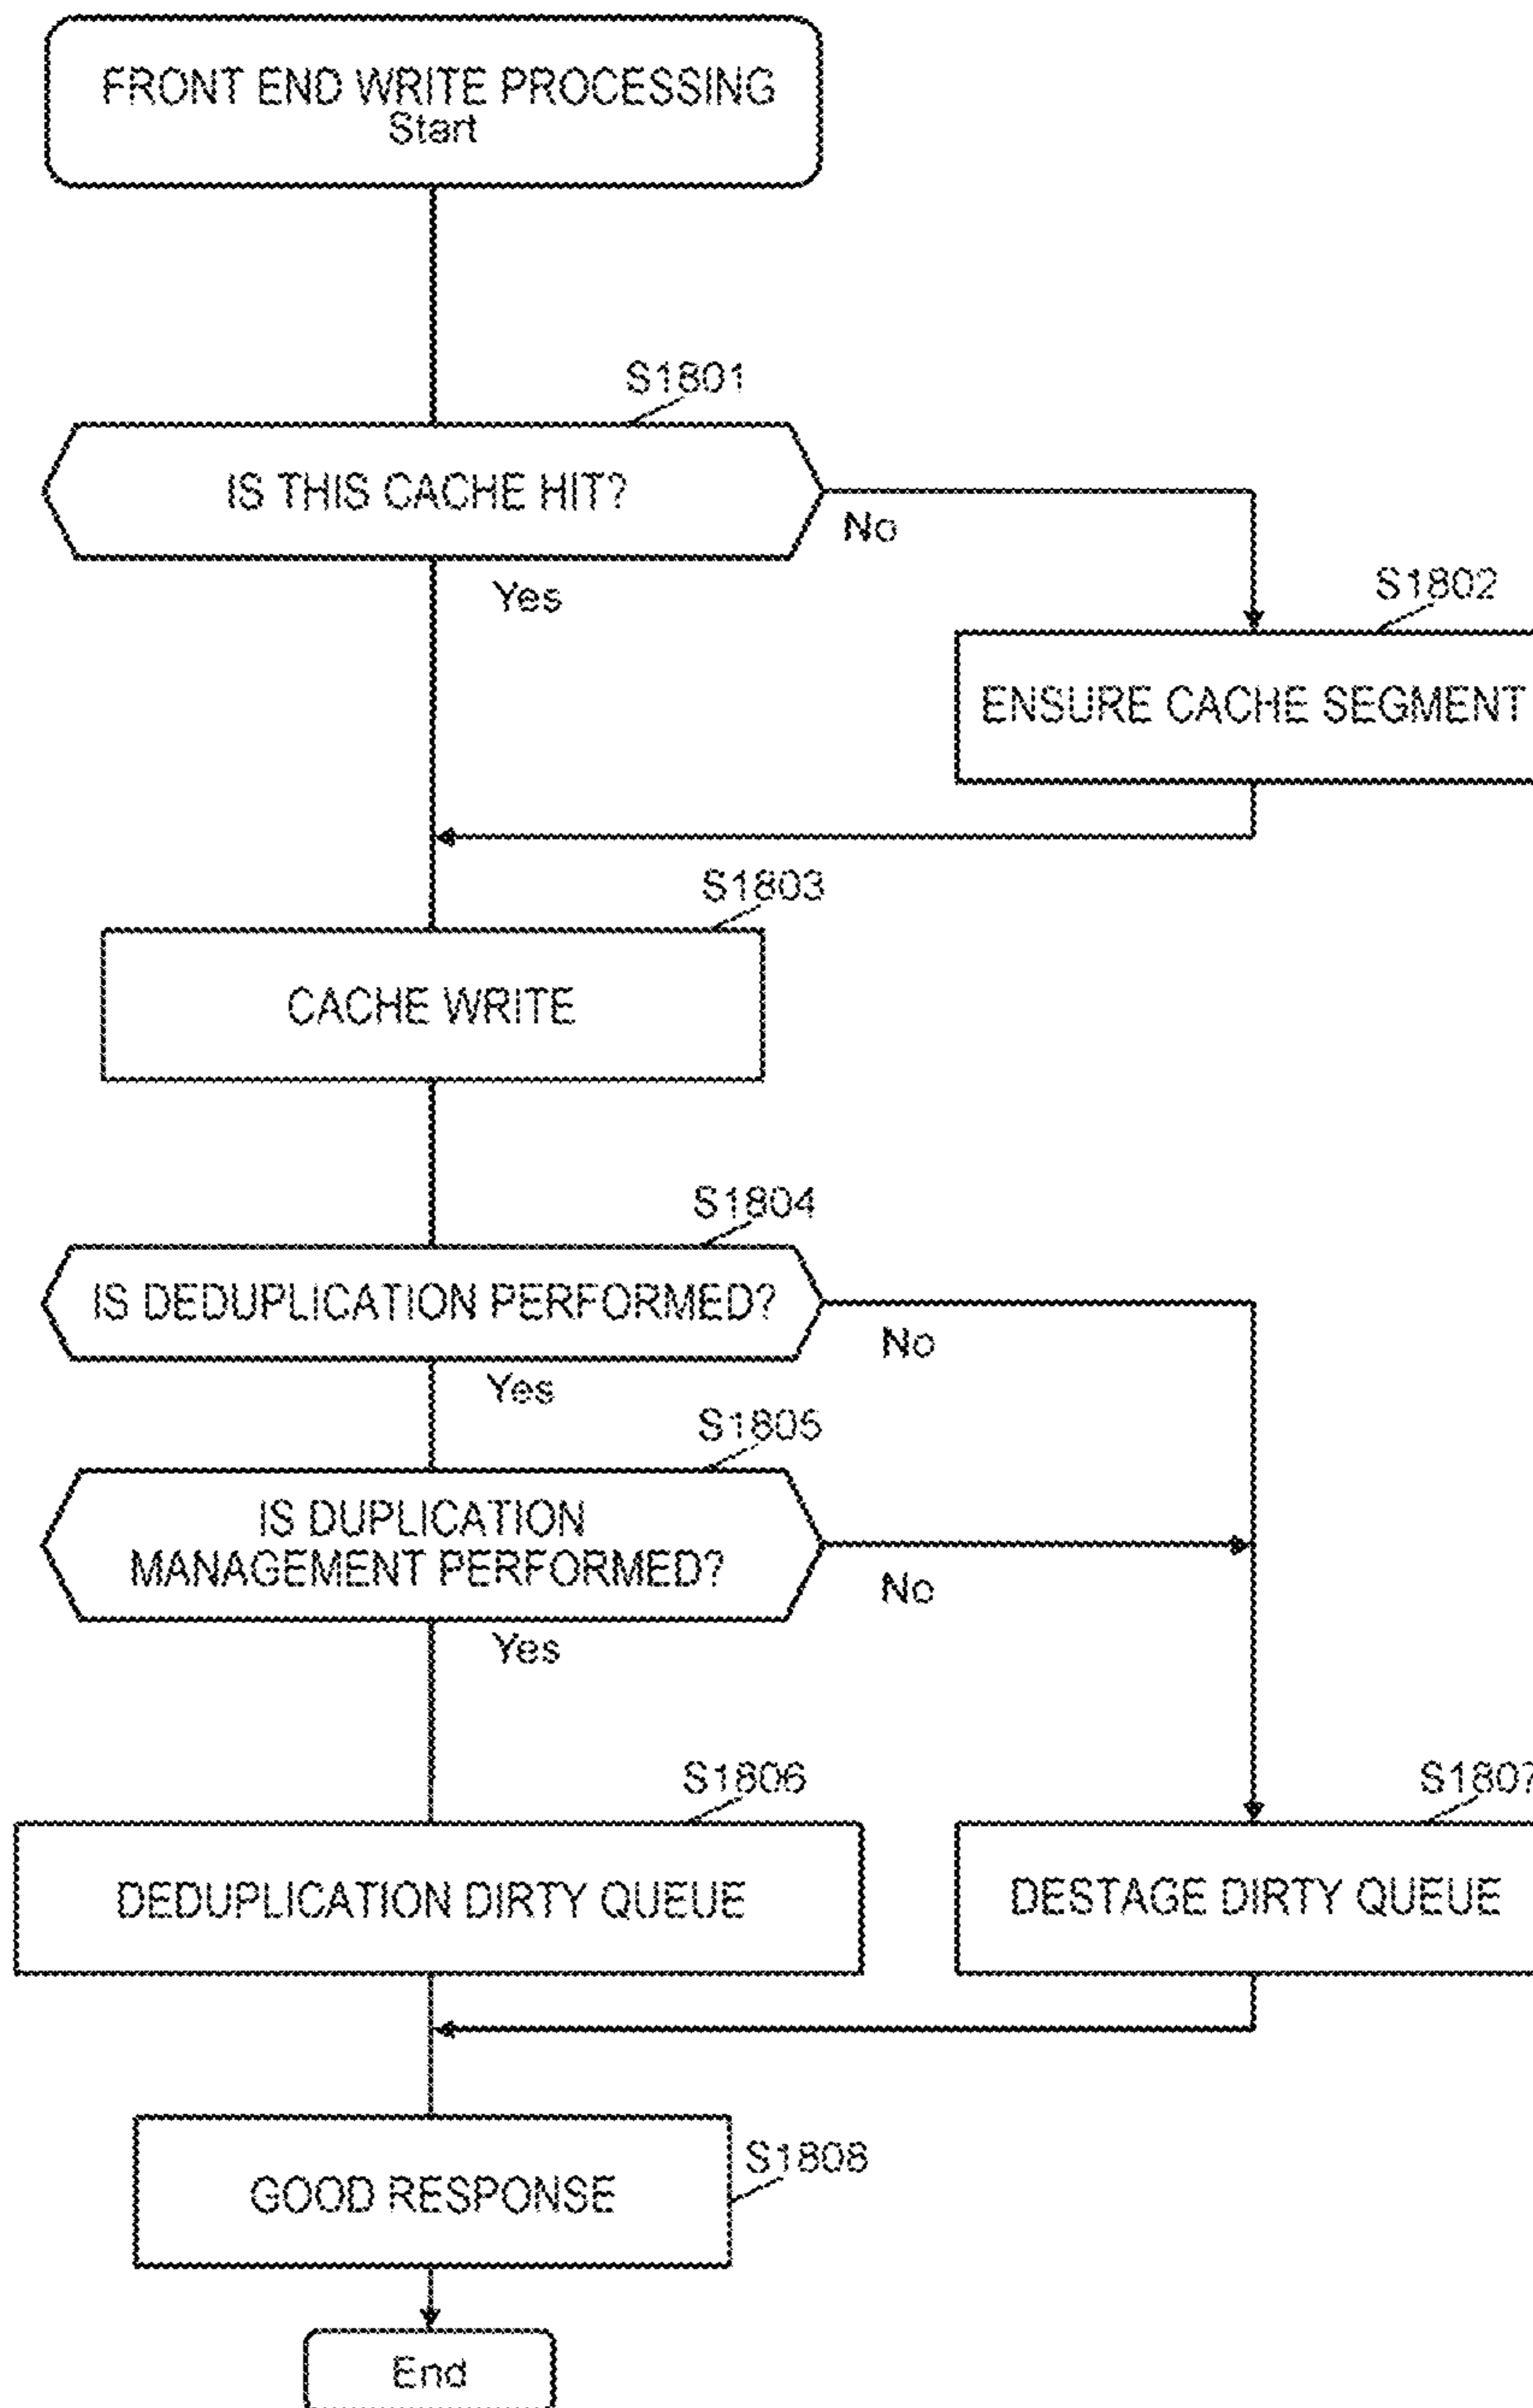 FRONT END WRITE PROCESSING
Start
S1801
IS THIS CACHE HIT?
No
Yes
S1802
ENSURE CACHE SEGMENT
S1803
CACHE WRITE
S1804
IS DEDUPLICATION PERFORMED?
No
Yes
S1805
IS DUPLICATION
MANAGEMENT PERFORMED?
No
Yes
S1806
DEDUPLICATION DIRTY QUEUE
S1807
DESTAGE DIRTY QUEUE
S1808
GOOD RESPONSE
End